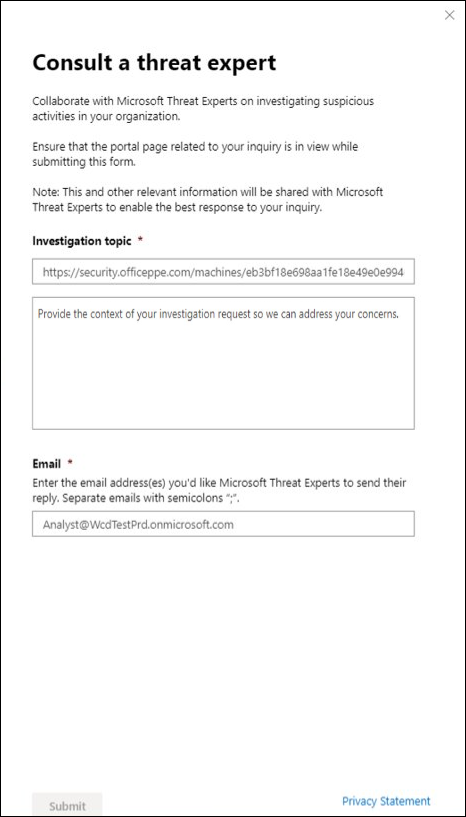 Consult a threat expert
Collaborate with Microsoft Threat Experts on investigating suspicious
activities in your organization.
Ensure that the portal page related to your inquiry is in view while
submitting this form.
Note: This and other relevant information will be shared with Microsoft
Threat Experts to enable the best response to your inquiry.
Investigation topic *
https://security.officeppe.com/machines/eb3bf18e698aa1fe18e49e0e994
Provide the context of your investigation request so we can address your concerns.
Email *
Enter the email address(es) you'd like Microsoft Threat Experts to send their
reply. Separate emails with semicolons ";".
Analyst@WcdTestPrd.onmicrosoft.com
Submit
Privacy Statement